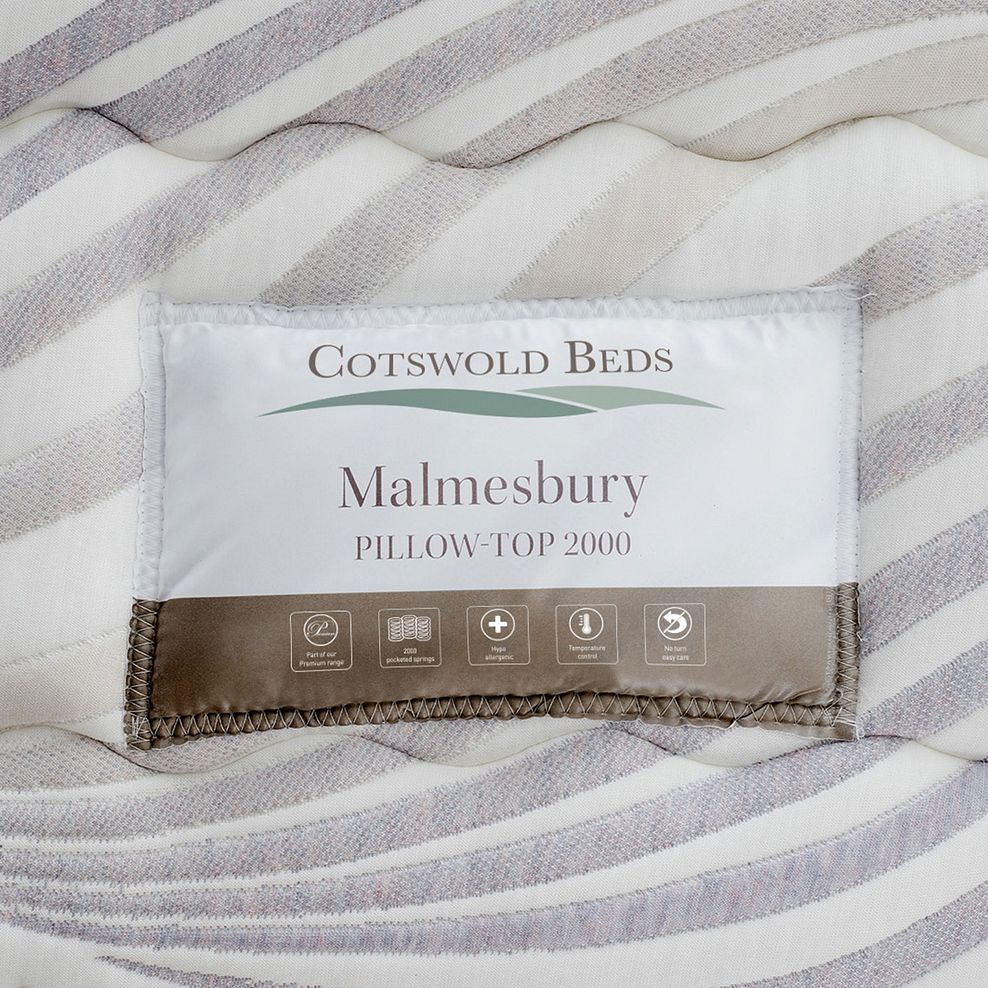 COTSWOLD BEDS
Malmesbury
PILLOW-TOP 2000
Part of our
Premium range
2000
pocketed springs
Hypo
allergenic
Temperature
control
No turn
easy care